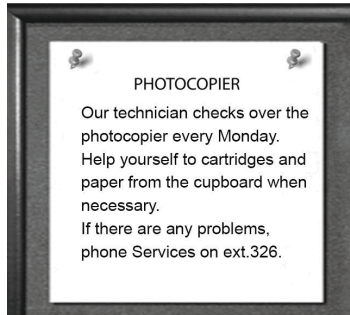 PHOTOCOPIER
Our technician checks over the
photocopier every Monday.
Help yourself to cartridges and
paper from the cupboard when
necessary.
If there are any problems,
phone Services on ext.326.